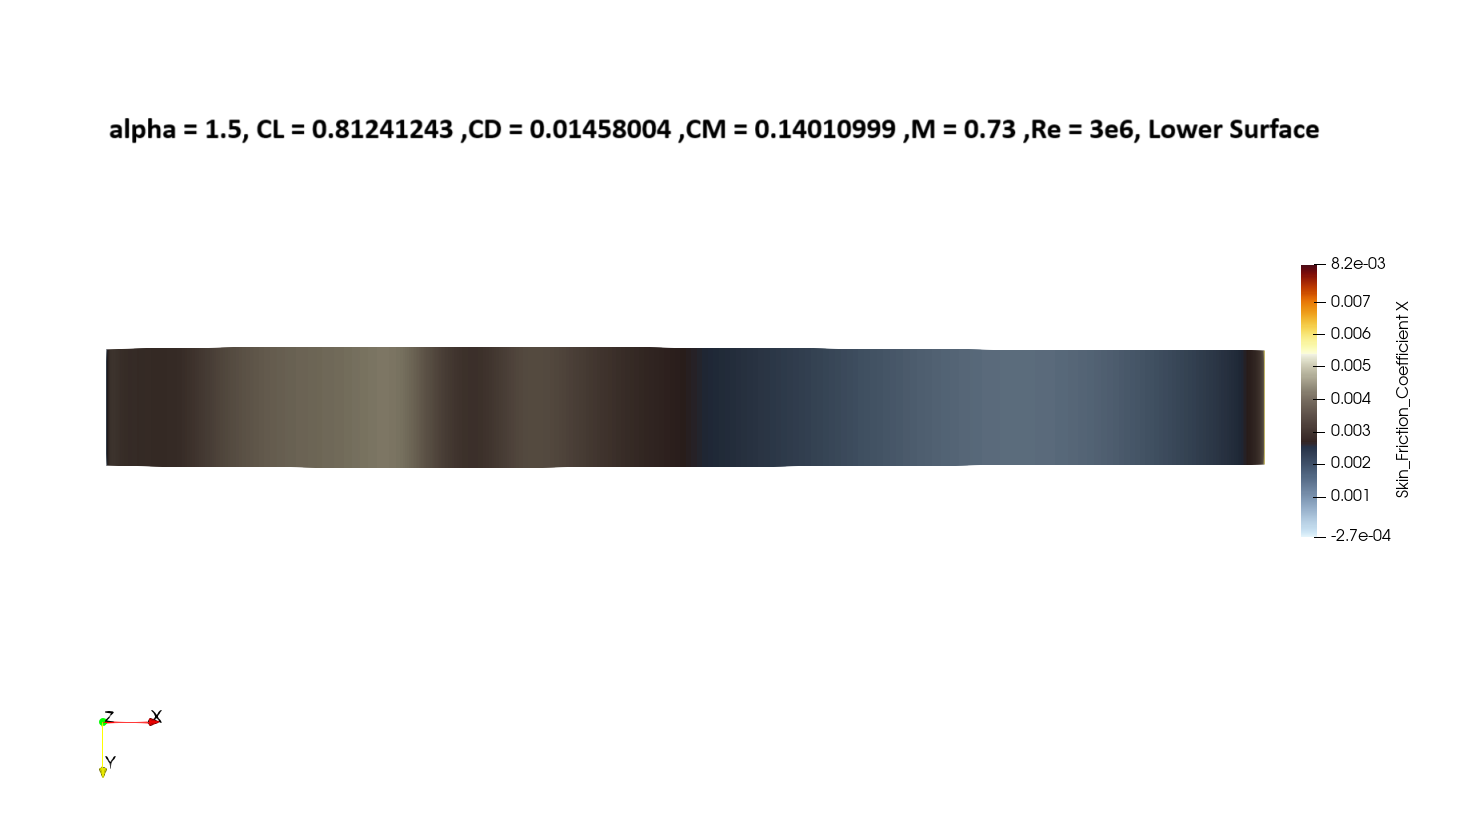 alpha = 1.5, CL = 0.81241243 ,CD = 0.01458004 ,CM = 0.14010999 ,M = 0.73 ,Re = 3e6, Lower Surface
8.2e-03
0.007
0.006
0.005
0.004
0.003
0.002
0.001
-2.7e-04
Skin_Friction_Coefficient X
Z X
Y